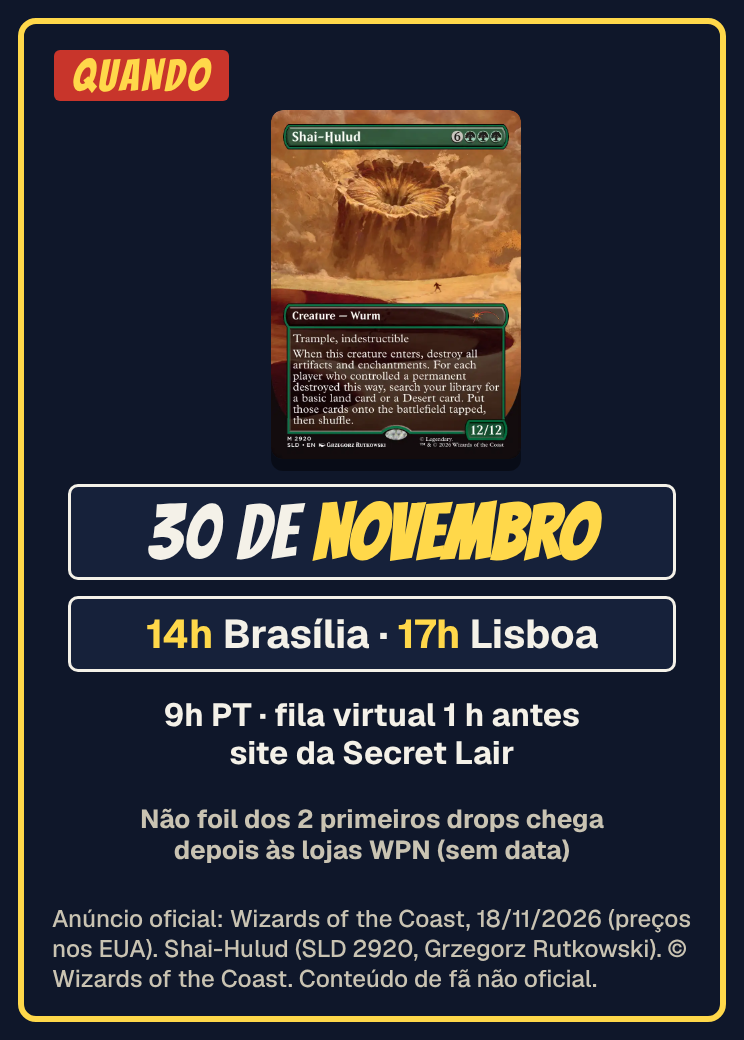 QUANDO
Shai-Hulud
6
Creature — Wurm
Trample, indestructible
When this creature enters, destroy all
artifacts and enchantments. For each
player who controlled a permanent
destroyed this way, search your library for
a basic land card or a Desert card. Put
those cards onto the battlefield tapped,
then shuffle.
12/12
M 2920
SLD • EN Grzegorz Rutkowski
© Legendary.
™ & © 2026 Wizards of the Coast
30 DE NOVEMBRO
14h Brasília · 17h Lisboa
9h PT · fila virtual 1 h antes
site da Secret Lair
Não foil dos 2 primeiros drops chega
depois às lojas WPN (sem data)
Anúncio oficial: Wizards of the Coast, 18/11/2026 (preços
nos EUA). Shai-Hulud (SLD 2920, Grzegorz Rutkowski). ©
Wizards of the Coast. Conteúdo de fã não oficial.